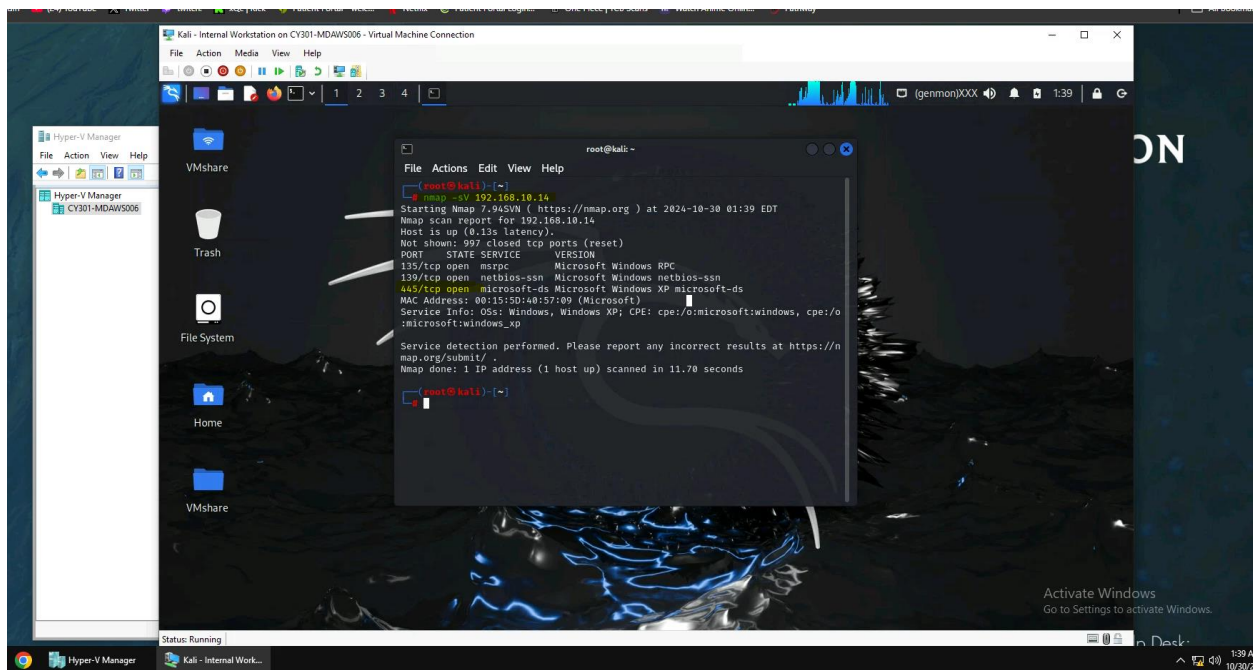 Kali - Internal Workstation on CY301-MDAWS006 - Virtual Machine Connection
File Action Media View Help
1 2 3 4
(genmon)XXX
1:39
Hyper-V Manager
File Action View Help
Hyper-V Manager
CY301-MDAWS006
ON
VMshare
Trash
File System
Home
VMshare
root@kali: ~
File Actions Edit View Help
(root@kali)-[~]
# nmap -sV 192.168.10.14
Starting Nmap 7.94SVN ( https://nmap.org ) at 2024-10-30 01:39 EDT
Nmap scan report for 192.168.10.14
Host is up (0.13s latency).
Not shown: 997 closed tcp ports (reset)
PORT STATE SERVICE VERSION
135/tcp open msrpc Microsoft Windows RPC
139/tcp open netbios-ssn Microsoft Windows netbios-ssn
445/tcp open microsoft-ds Microsoft Windows XP microsoft-ds
MAC Address: 00:15:5D:40:57:09 (Microsoft)
Service Info: OSs: Windows, Windows XP; CPE: cpe:/o:microsoft:windows, cpe:/o
:microsoft:windows_xp
Service detection performed. Please report any incorrect results at https://n
map.org/submit/ .
Nmap done: 1 IP address (1 host up) scanned in 11.70 seconds
(root@kali)-[~]
#
Activate Windows
Go to Settings to activate Windows.
Status: Running
Hyper-V Manager
Kali - Internal Work...
1:39 A
10/30/2